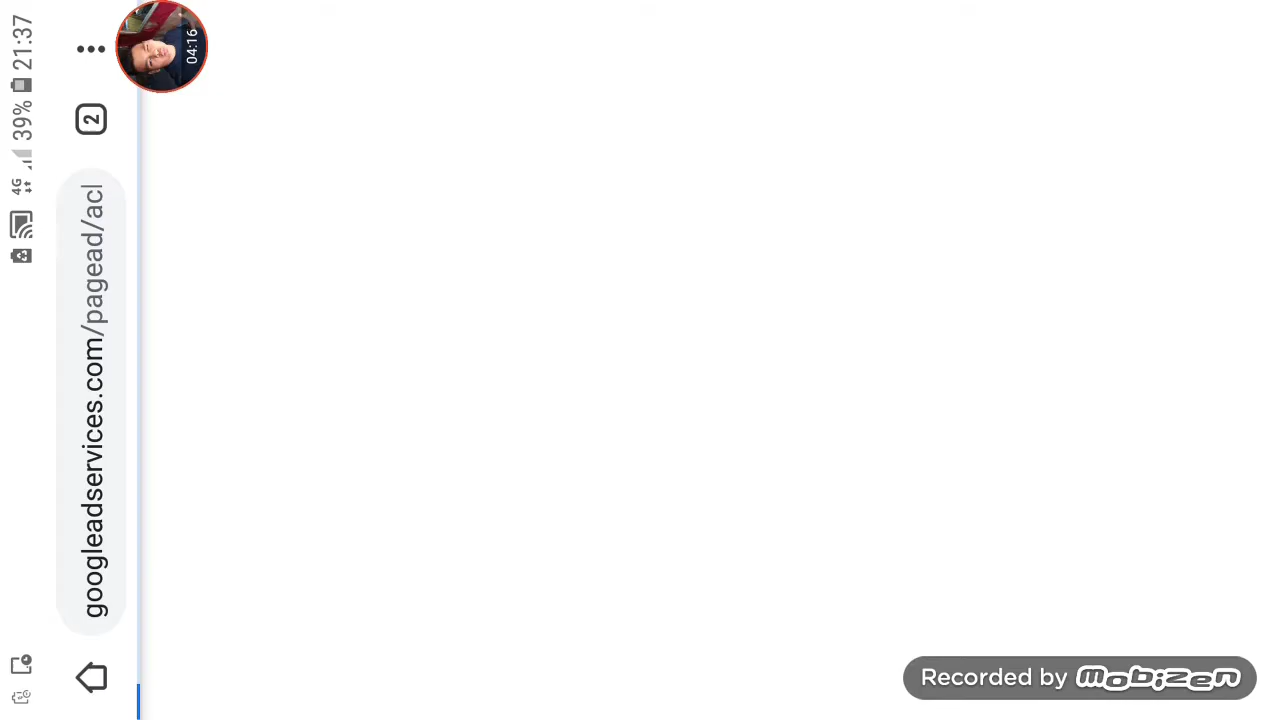 4G 39% 21:37
googleadservices.com/pagead/acl
2
04:16
Recorded by mobizen